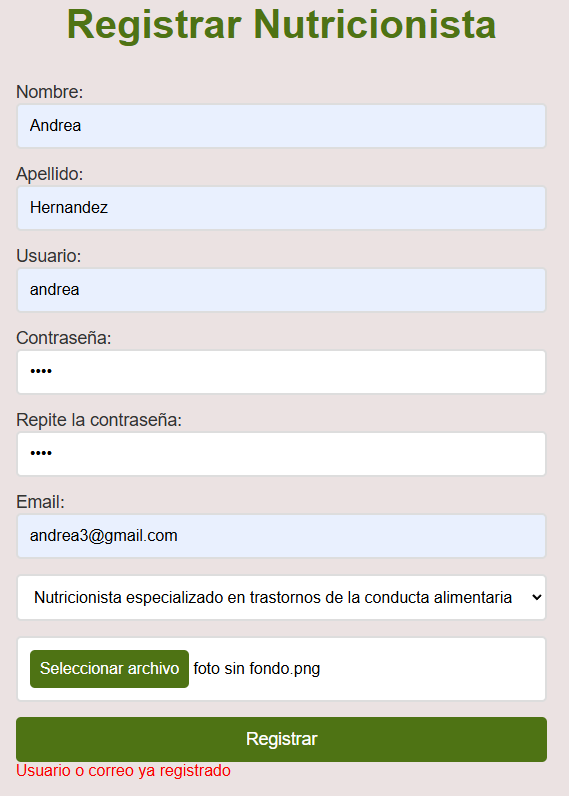 Registrar Nutricionista
Nombre:
Andrea
Apellido:
Hernandez
Usuario:
andrea
Contraseña:
••••
Repite la contraseña:
••••
Email:
andrea3@gmail.com
Nutricionista especializado en trastornos de la conducta alimentaria
Seleccionar archivo foto sin fondo.png
Registrar
Usuario o correo ya registrado